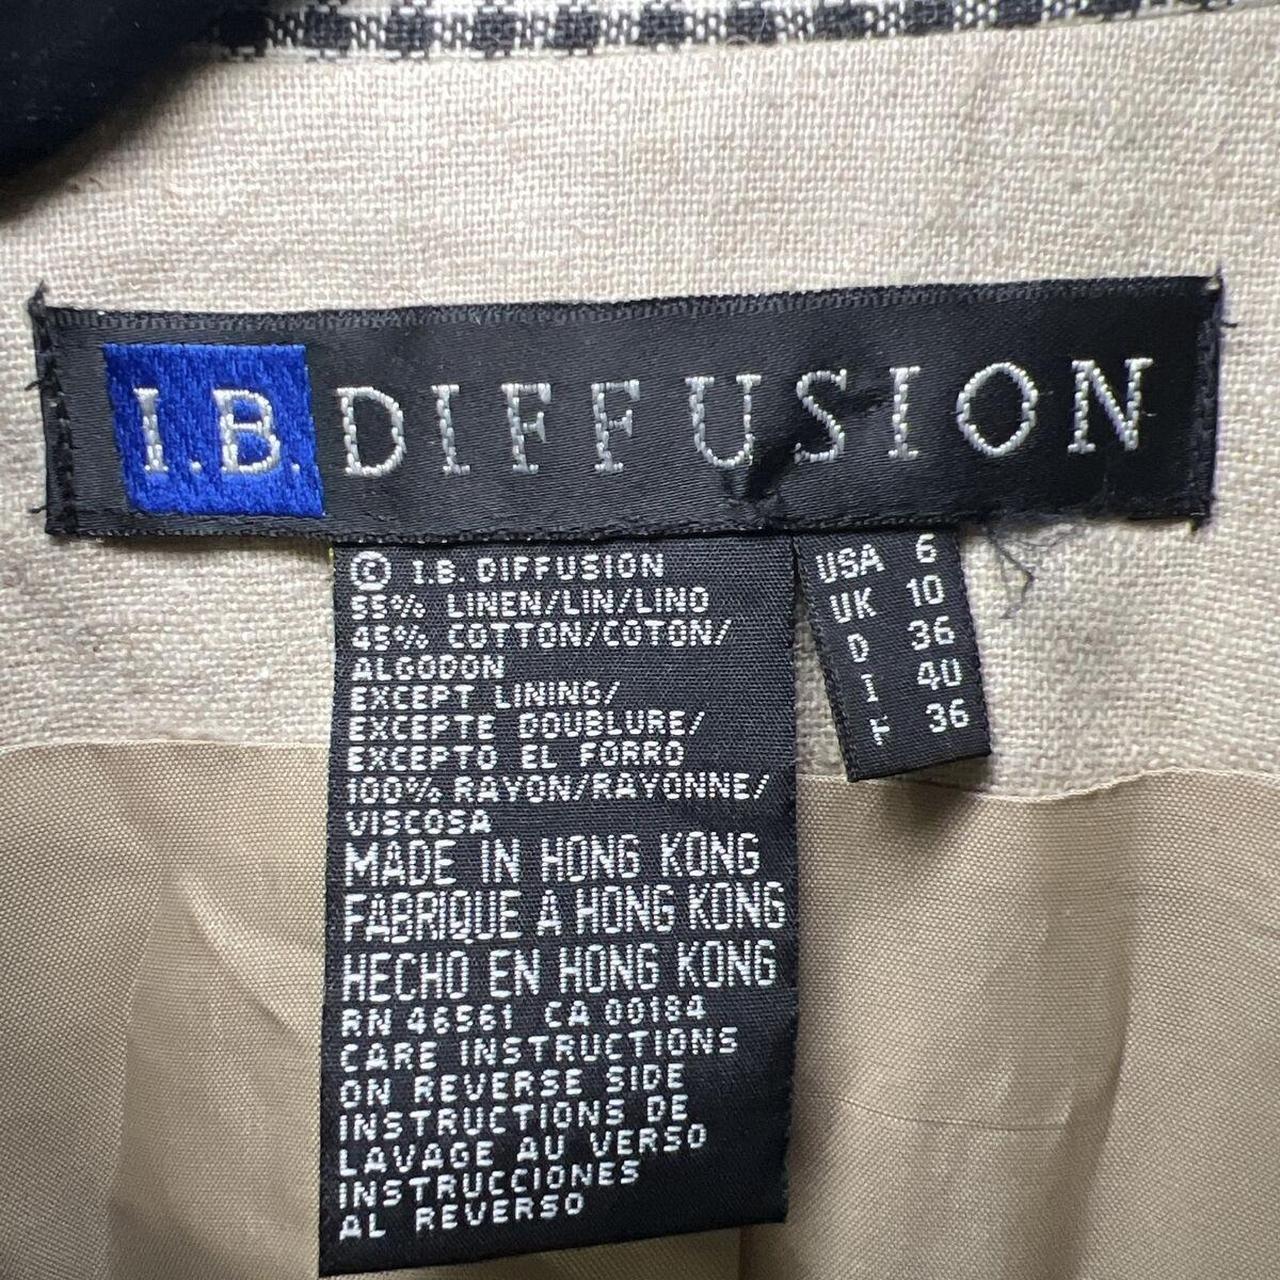 I.B. DIFFUSION
© I.B. DIFFUSION
55% LINEN/LIN/LINO
45% COTTON/COTON/
ALGODON
EXCEPT LINING/
EXCEPTE DOUBLURE/
EXCEPTO EL FORRO
100% RAYON/RAYONNE/
VISCOSA
MADE IN HONG KONG
FABRIQUE A HONG KONG
HECHO EN HONG KONG
RN 46561 CA 00184
CARE INSTRUCTIONS
ON REVERSE SIDE
INSTRUCTIONS DE
LAVAGE AU VERSO
INSTRUCCIONES
AL REVERSO
USA 6
UK 10
D 36
I 40
F 36